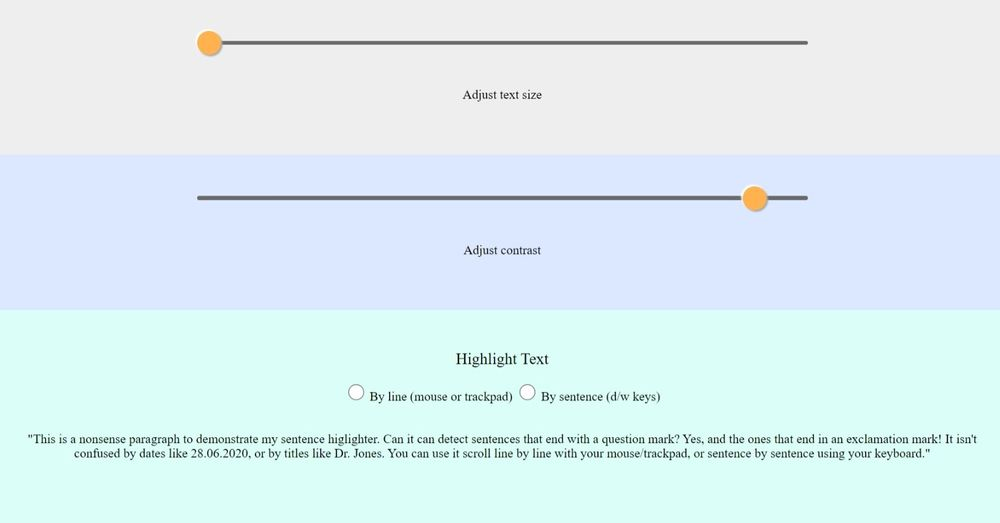 Adjust text size
Adjust contrast
Highlight Text
By line (mouse or trackpad) By sentence (d/w keys)
"This is a nonsense paragraph to demonstrate my sentence higlighter. Can it can detect sentences that end with a question mark? Yes, and the ones that end in an exclamation mark! It isn't
confused by dates like 28.06.2020, or by titles like Dr. Jones. You can use it scroll line by line with your mouse/trackpad, or sentence by sentence using your keyboard."